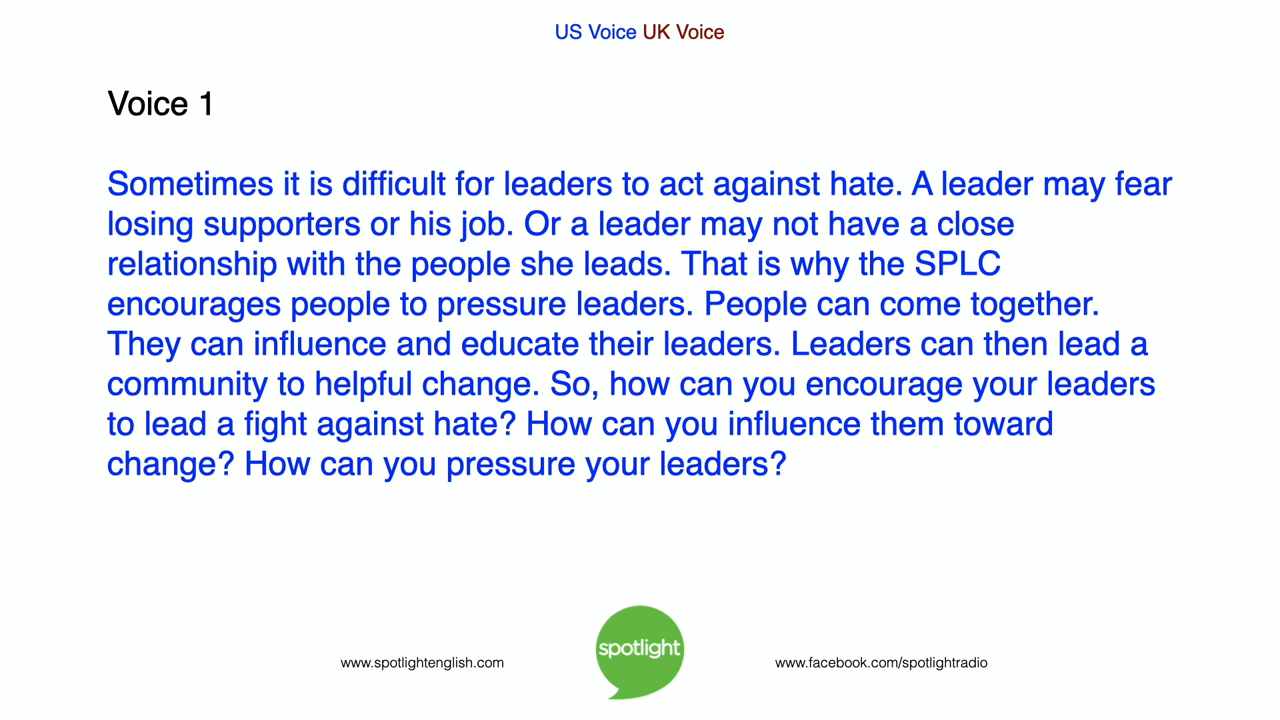 US Voice UK Voice
Voice 1
Sometimes it is difficult for leaders to act against hate. A leader may fear
losing supporters or his job. Or a leader may not have a close
relationship with the people she leads. That is why the SPLC
encourages people to pressure leaders. People can come together.
They can influence and educate their leaders. Leaders can then lead a
community to helpful change. So, how can you encourage your leaders
to lead a fight against hate? How can you influence them toward
change? How can you pressure your leaders?
spotlight
www.spotlightenglish.com
www.facebook.com/spotlightradio